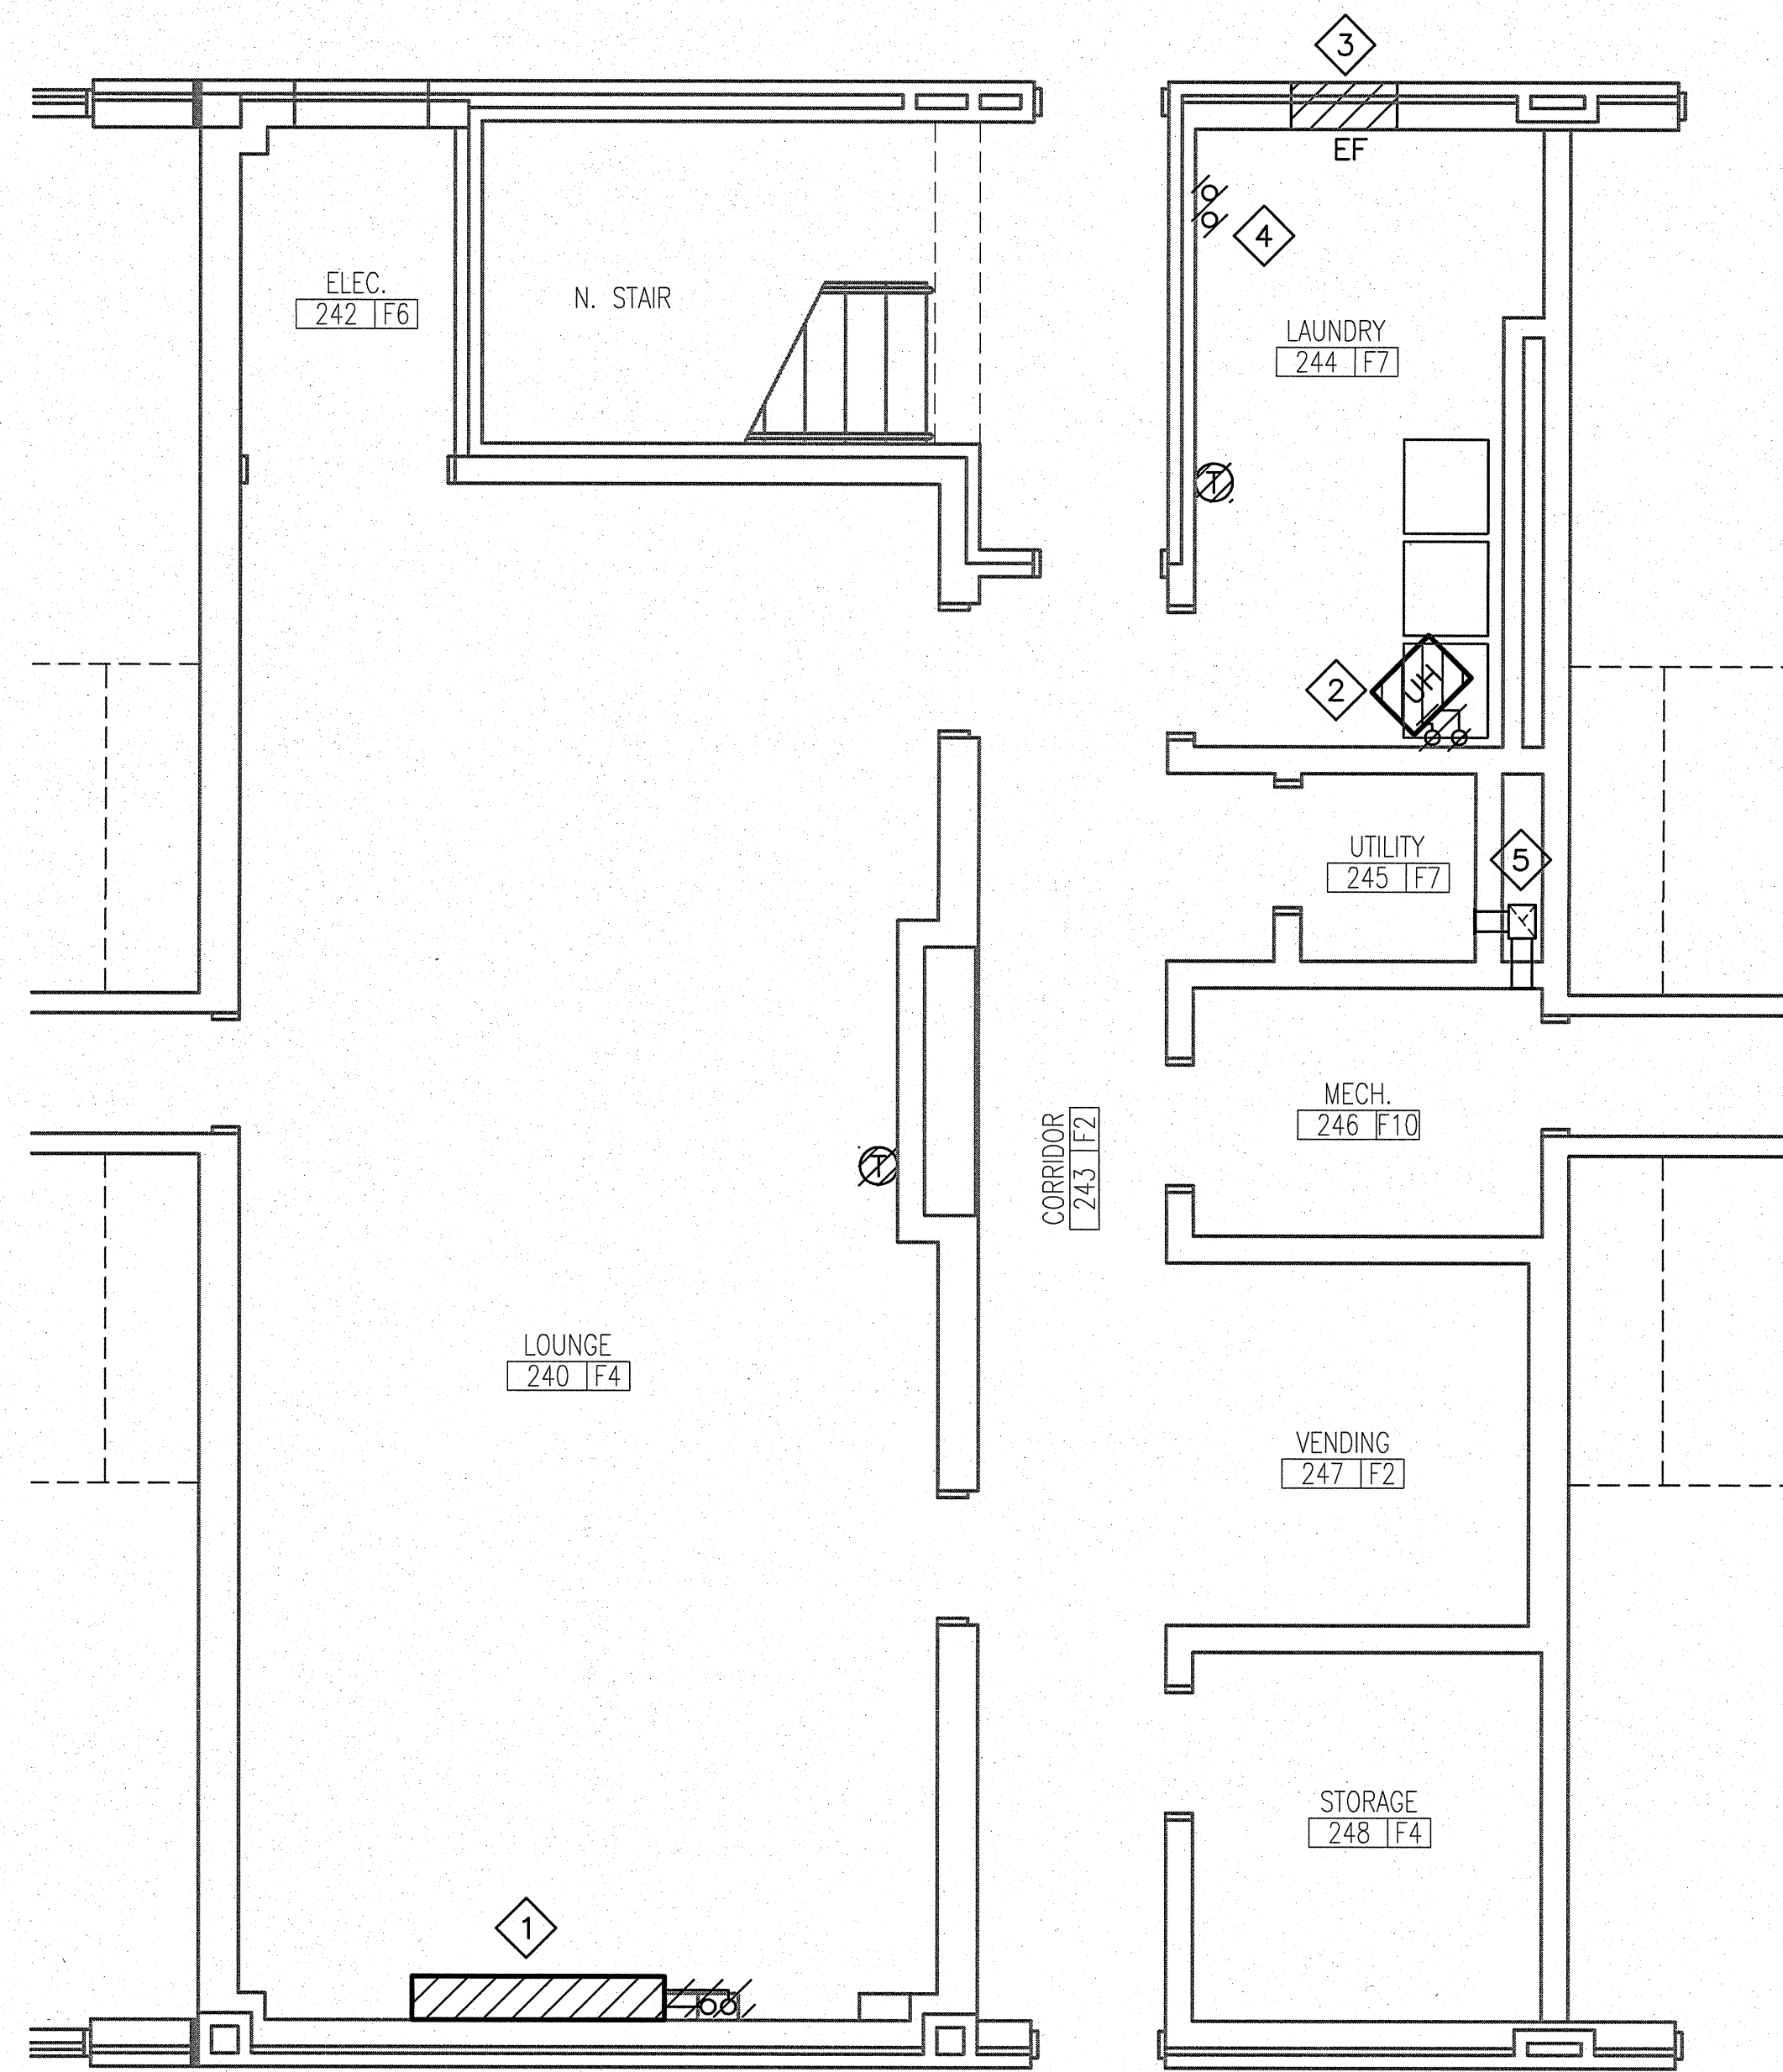 3
EF
4
ELEC.
242 F6
N. STAIR
LAUNDRY
244 F7
T
2
UH
UTILITY
245 F7
5
MECH.
246 F10
CORRIDOR
243 F2
T
LOUNGE
240 F4
VENDING
247 F2
STORAGE
248 F4
1